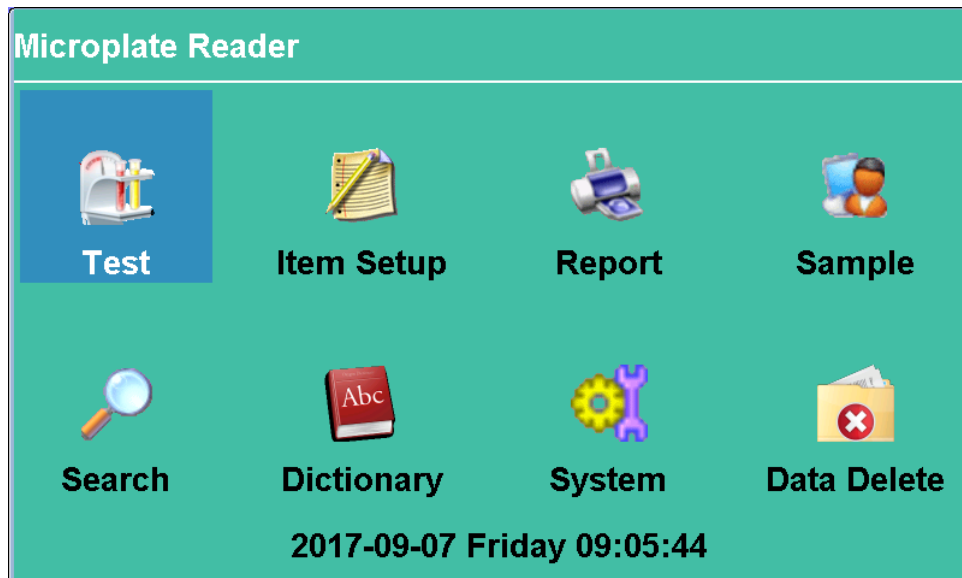 Microplate Reader
Test
Item Setup
Report
Sample
Abc
Search
Dictionary
System
Data Delete
2017-09-07 Friday 09:05:44